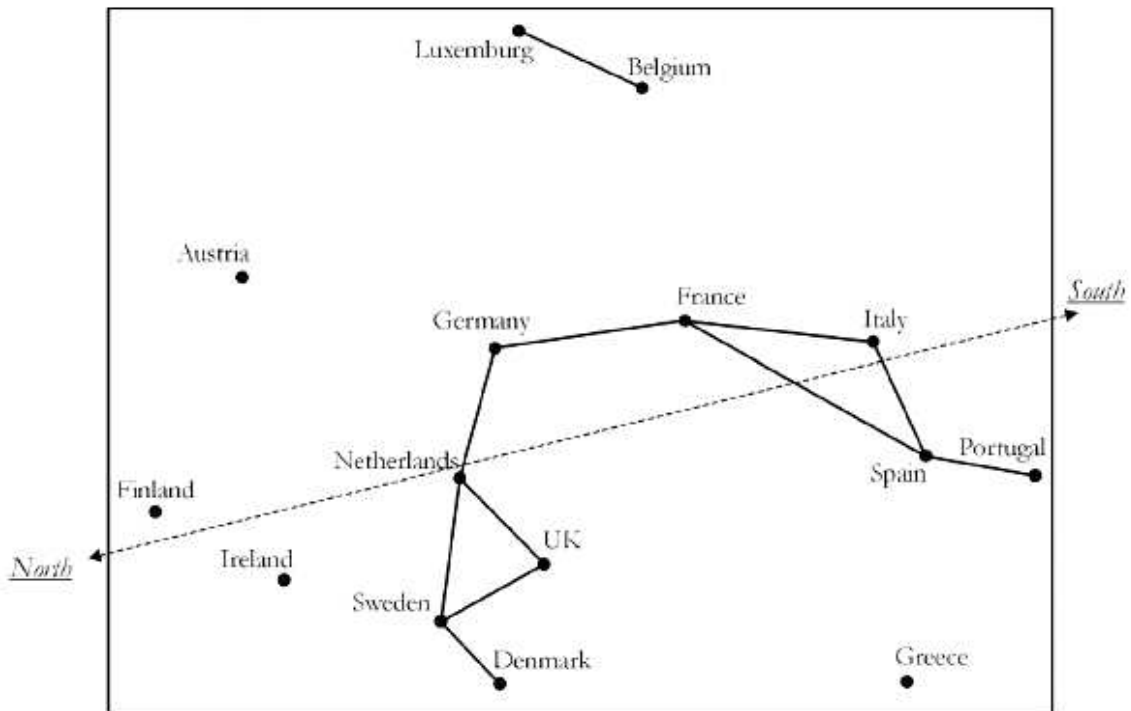 Luxemburg
Belgium
Austria
South
France
Italy
Germany
Netherlands
Portugal
Spain
Finland
UK
North
Ireland
Sweden
Denmark
Greece